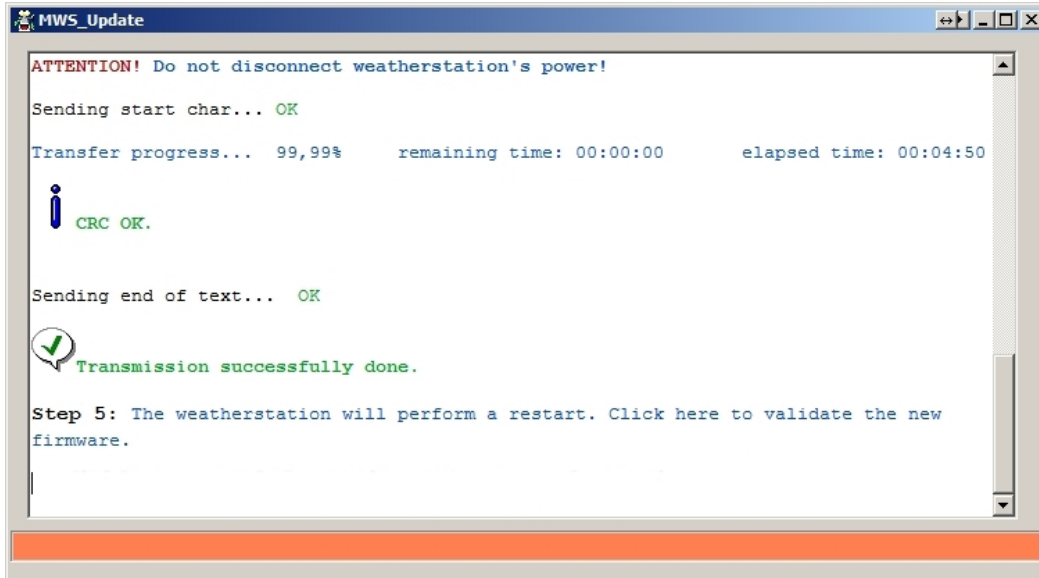 MWS_Update
ATTENTION! Do not disconnect weatherstation's power!
Sending start char... OK
Transfer progress... 99,99% remaining time: 00:00:00 elapsed time: 00:04:50
CRC OK.
Sending end of text... OK
Transmission successfully done.
Step 5: The weatherstation will perform a restart. Click here to validate the new
firmware.